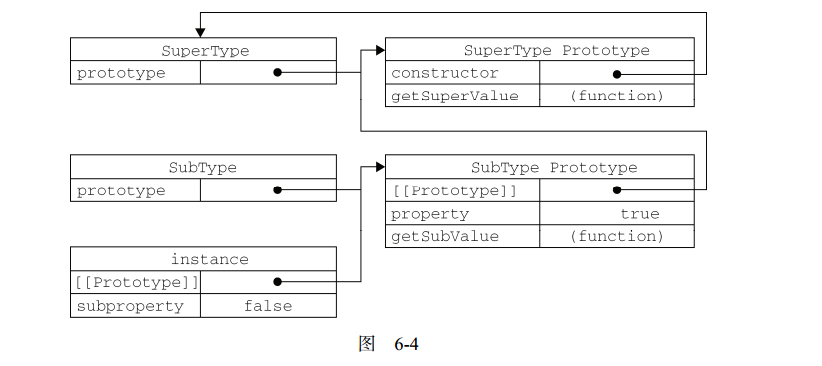 SuperType
prototype
SuperType Prototype
constructor
getSuperValue (function)
SubType
prototype
SubType Prototype
[[Prototype]]
property true
getSubValue (function)
instance
[[Prototype]]
subproperty false
图 6-4